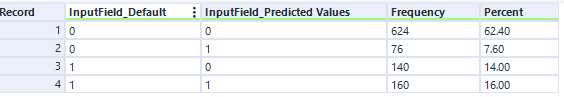 Record InputField_Default InputField_Predicted Values Frequency Percent
1 0 0 624 62.40
2 0 1 76 7.60
3 1 0 140 14.00
4 1 1 160 16.00